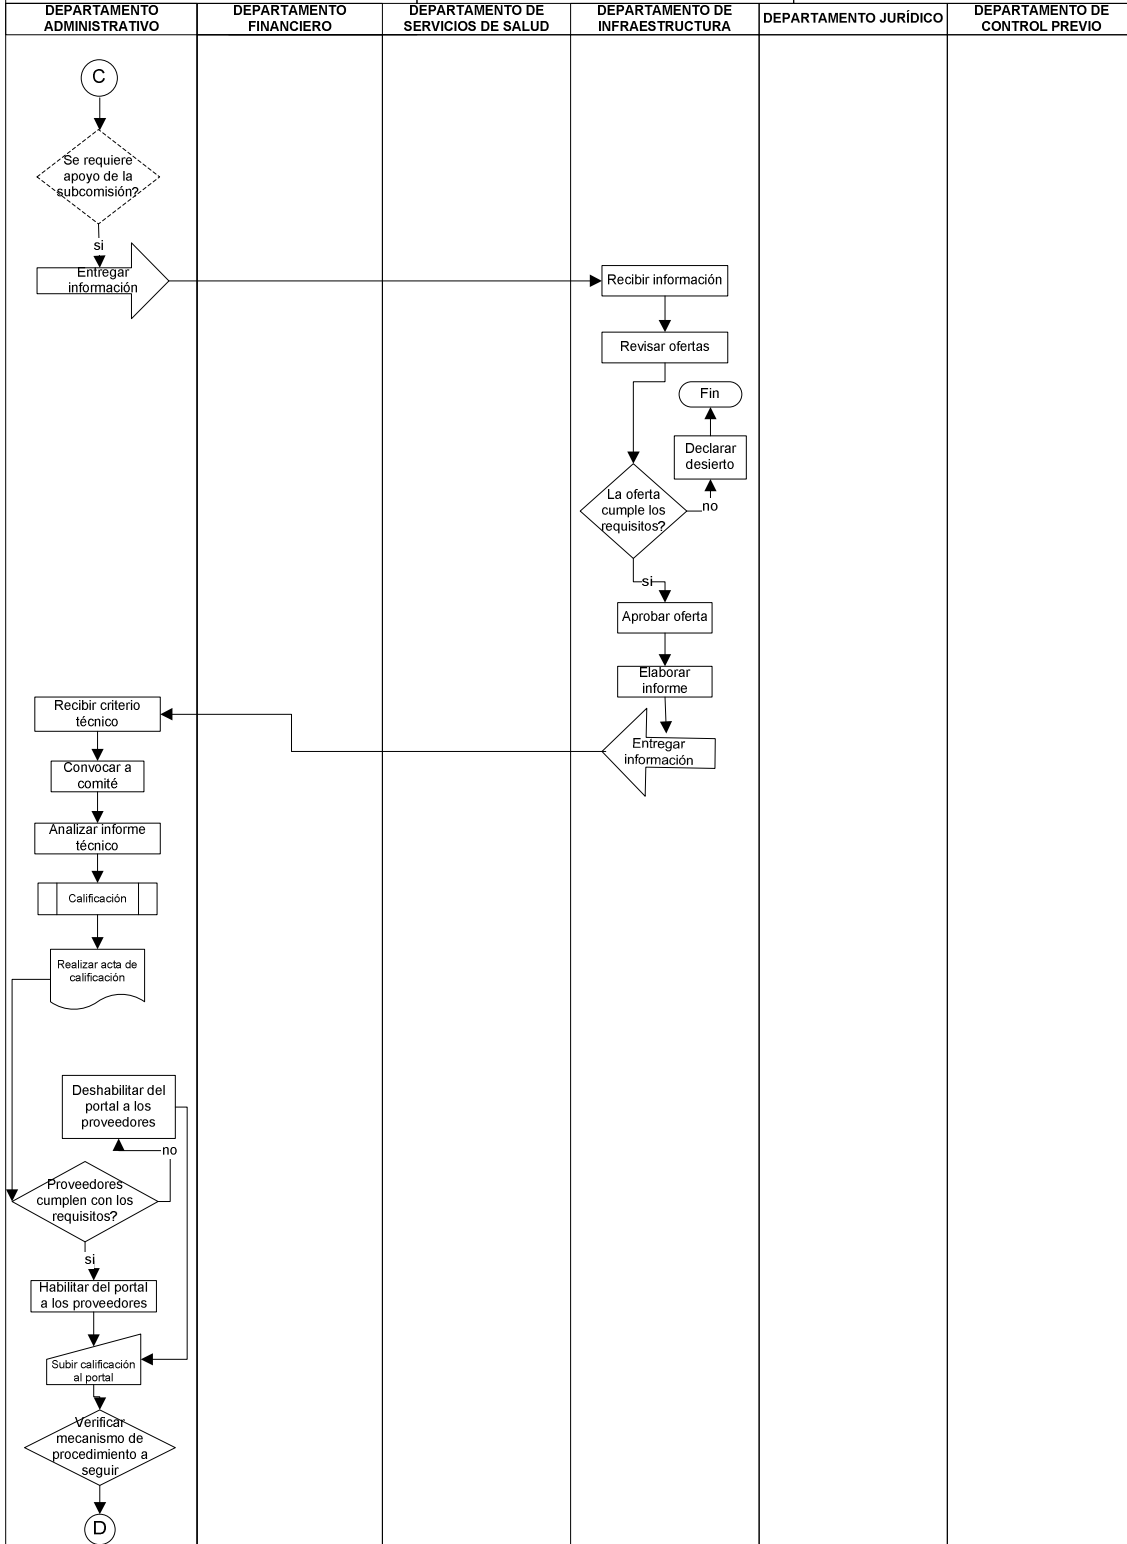 DEPARTAMENTO
ADMINISTRATIVO
DEPARTAMENTO
FINANCIERO
DEPARTAMENTO DE
SERVICIOS DE SALUD
DEPARTAMENTO DE
INFRAESTRUCTURA
DEPARTAMENTO JURÍDICO
DEPARTAMENTO DE
CONTROL PREVIO
C
Se requiere
apoyo de la
subcomisión?
si
Entregar
información
Recibir información
Revisar ofertas
Fin
Declarar
desierto
La oferta
cumple los
requisitos?
no
si
Aprobar oferta
Elaborar
informe
Entregar
información
Recibir criterio
técnico
Convocar a
comité
Analizar informe
técnico
Calificación
Realizar acta de
calificación
Deshabilitar del
portal a los
proveedores
no
Proveedores
cumplen con los
requisitos?
si
Habilitar del portal
a los proveedores
Subir calificación
al portal
Verificar
mecanismo de
procedimiento a
seguir
D